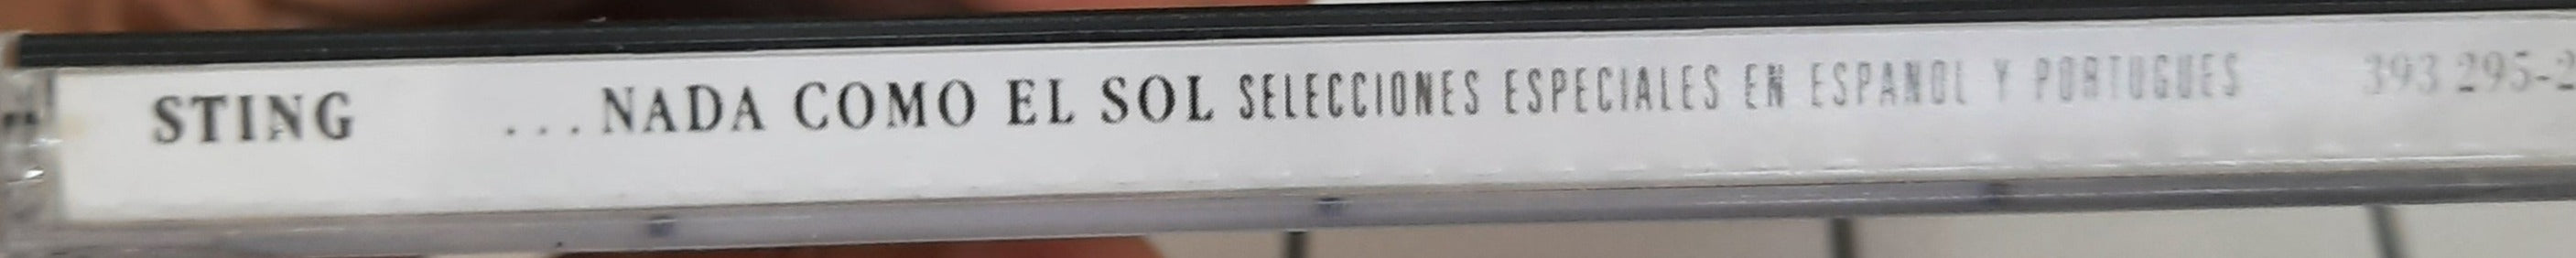 STING ...NADA COMO EL SOL SELECCIONES ESPECIALES EN ESPANOL Y PORTUGUES 393 295-2